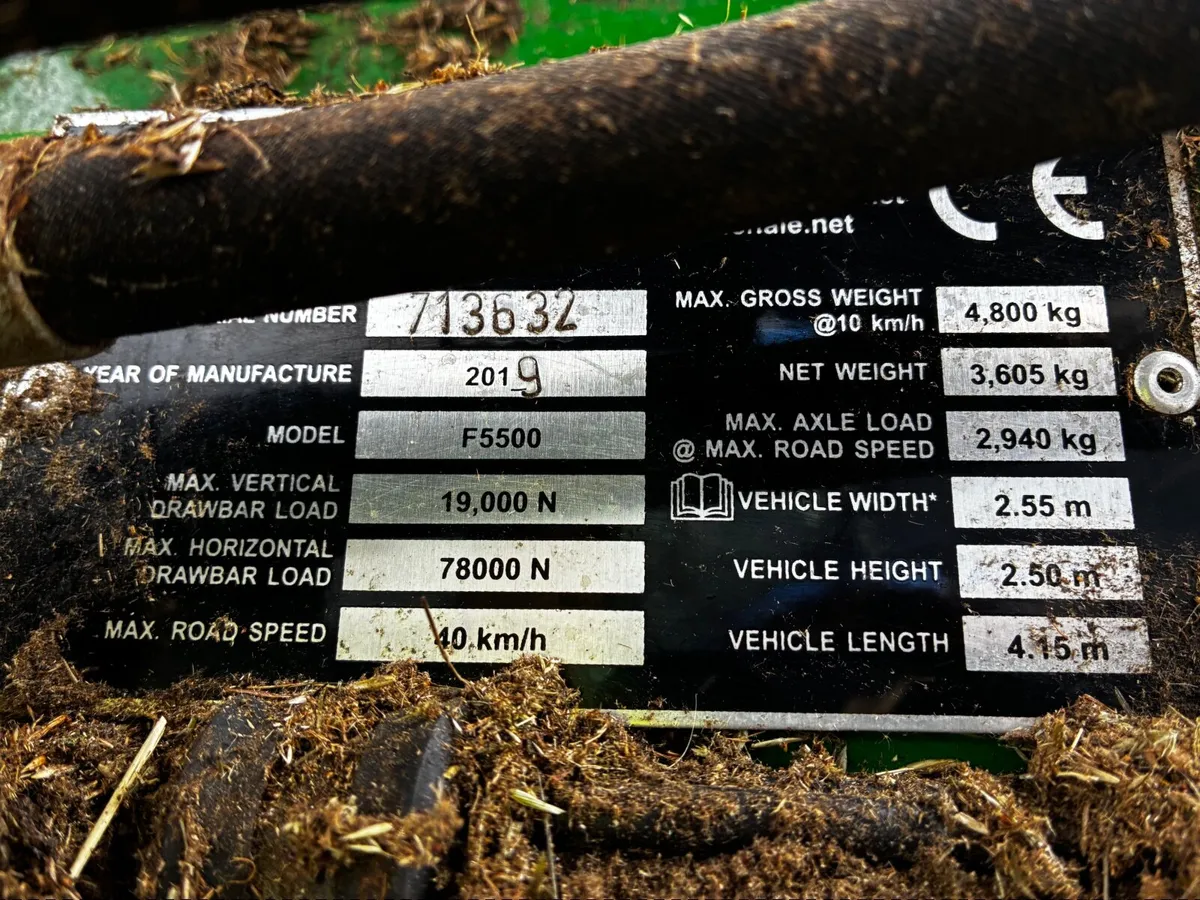 ale.net
CE
NUMBER 713632
YEAR OF MANUFACTURE 2019
MODEL F5500
MAX. VERTICAL
DRAWBAR LOAD 19,000 N
MAX. HORIZONTAL
DRAWBAR LOAD 78000 N
MAX. ROAD SPEED 40 km/h
MAX. GROSS WEIGHT
@10 km/h 4,800 kg
NET WEIGHT 3,605 kg
MAX. AXLE LOAD
@ MAX. ROAD SPEED 2,940 kg
VEHICLE WIDTH* 2.55 m
VEHICLE HEIGHT 2.50 m
VEHICLE LENGTH 4.15 m